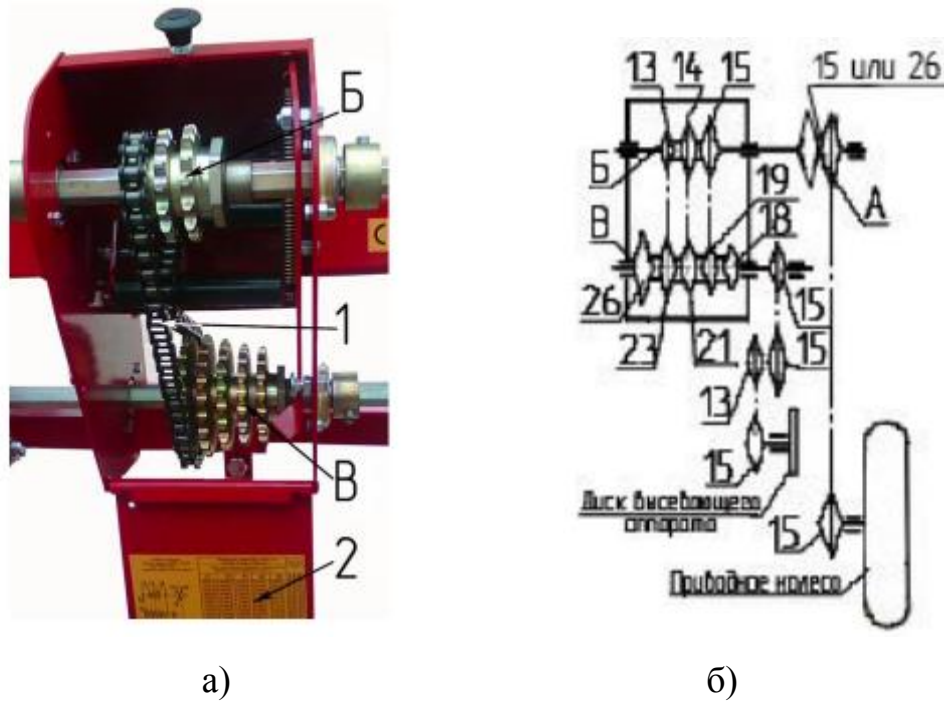 Б
1
В
2
С
13 14 15
15 или 26
Б
19
18
А
В
26
15
23
21
15
13
15
Диск высевающего
аппарата
15
Приводное колесо
а)
б)